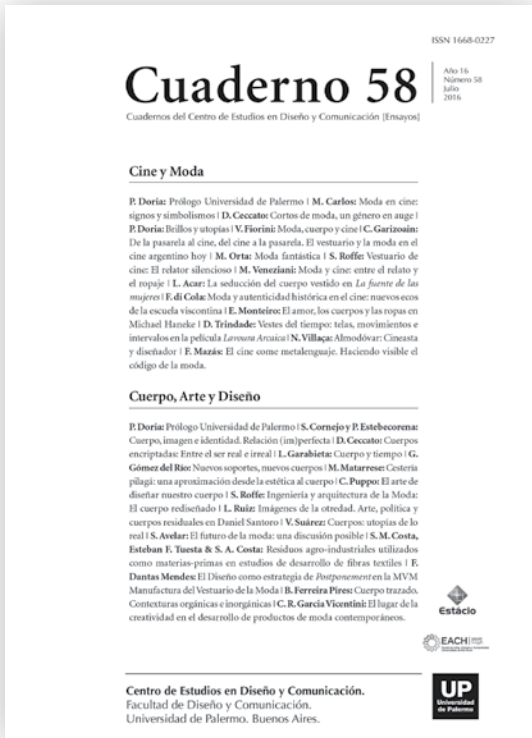 ISSN 1668-0227
Cuaderno 58
Año 16
Número 58
Julio
2016
Cuadernos del Centro de Estudios en Diseño y Comunicación [Ensayos]
Cine y Moda
P. Doria: Prólogo Universidad de Palermo | M. Carlos: Moda en cine:
signos y simbolismos | D. Ceccato: Cortos de moda, un género en auge |
P. Doria: Brillos y utopías | V. Fiorini: Moda, cuerpo y cine | C. Garizoain:
De la pasarela al cine, del cine a la pasarela. El vestuario y la moda en el
cine argentino hoy | M. Orta: Moda fantástica | S. Roffe: Vestuario de
cine: El relator silencioso | M. Veneziani: Moda y cine: entre el relato y
el ropaje | L. Acar: La seducción del cuerpo vestido en La fuente de las
mujeres | F. di Cola: Moda y autenticidad histórica en el cine: nuevos ecos
de la escuela viscontina | E. Monteiro: El amor, los cuerpos y las ropas en
Michael Haneke | D. Trindade: Vestes del tiempo: telas, movimientos e
intervalos en la película Lavoura Arcaica | N. Villaça: Almodóvar: Cineasta
y diseñador | F. Mazás: El cine come metalenguaje. Haciendo visible el
código de la moda.
Cuerpo, Arte y Diseño
P. Doria: Prólogo Universidad de Palermo | S. Cornejo y P. Estebecorena:
Cuerpo, imagen e identidad. Relación (im)perfecta | D. Ceccato: Cuerpos
encriptados: Entre el ser real e irreal | L. Garabieta: Cuerpo y tiempo | G.
Gómez del Río: Nuevos soportes, nuevos cuerpos | M. Matarrese: Cestería
pilagá: una aproximación desde la estética al cuerpo | C. Puppo: El arte de
diseñar nuestro cuerpo | S. Roffe: Ingeniería y arquitectura de la Moda:
El cuerpo rediseñado | L. Ruiz: Imágenes de la otredad. Arte, política y
cuerpos residuales en Daniel Santoro | V. Suárez: Cuerpos: utopías de lo
real | S. Avelar: El futuro de la moda: una discusión posible | S. M. Costa,
Esteban F. Tuesta & S. A. Costa: Residuos agro-industriales utilizados
como materias-primas en estudios de desarrollo de fibras textiles | F.
Dantas Mendes: El Diseño como estrategia de Postponement en la MVM
Manufactura del Vestuario de la Moda | B. Ferreira Pires: Cuerpo trazado.
Contexturas orgánicas e inorgánicas | C. R. Garcia Vicentini: El lugar de la
creatividad en el desarrollo de productos de moda contemporáneos.
Estácio
EACH
Centro de Estudios en Diseño y Comunicación.
Facultad de Diseño y Comunicación.
Universidad de Palermo. Buenos Aires.
UP
Universidad
de Palermo